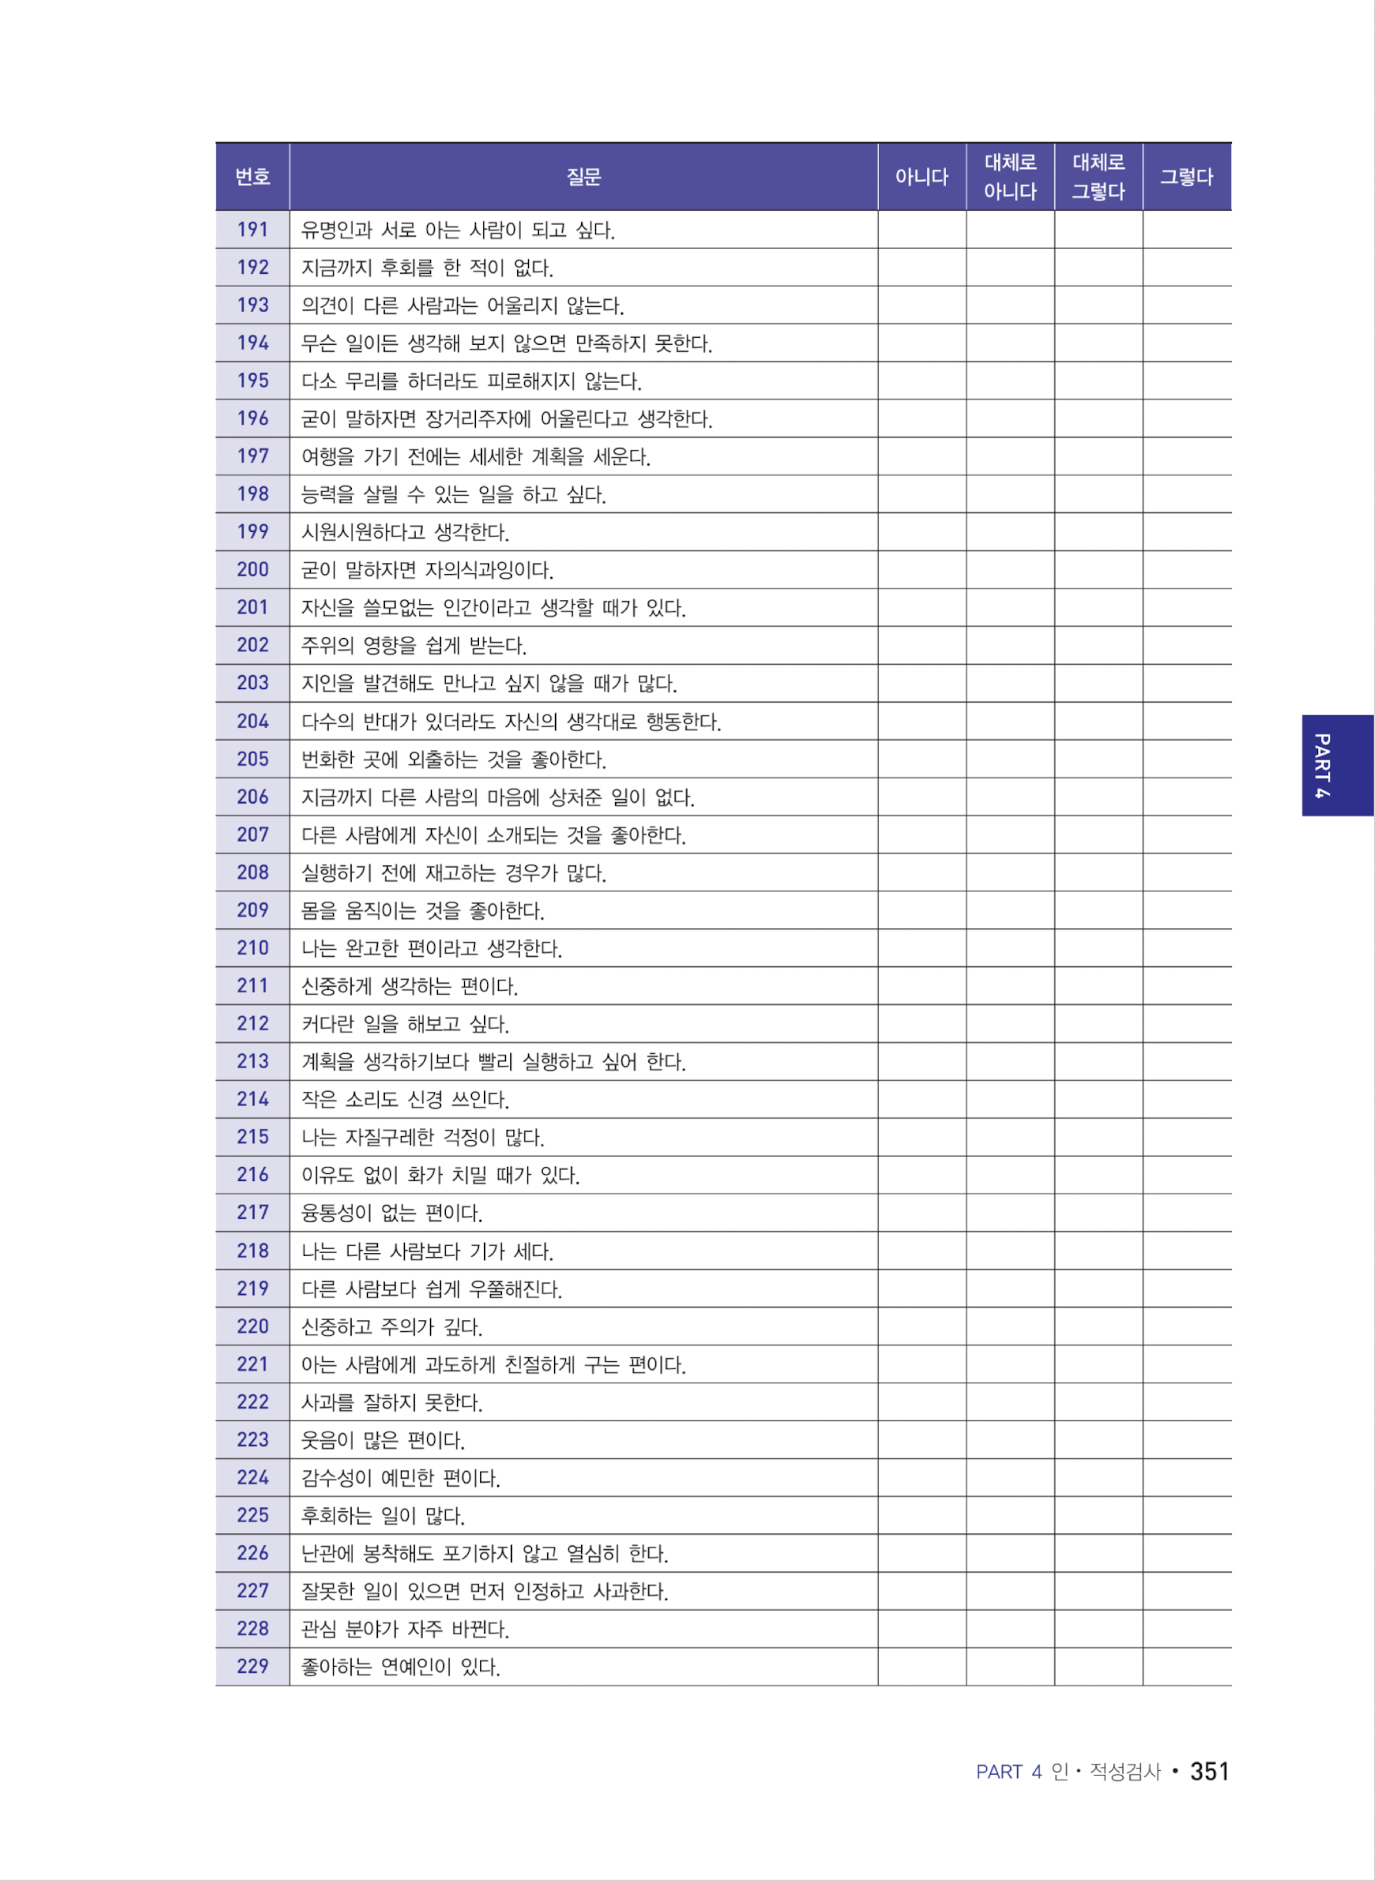 번호 질문 아니다 대체로 아니다 대체로 그렇다 그렇다
191 유명인과 서로 아는 사람이 되고 싶다.
192 지금까지 후회를 한 적이 없다.
193 의견이 다른 사람과는 어울리지 않는다.
194 무슨 일이든 생각해 보지 않으면 만족하지 못한다.
195 다소 무리를 하더라도 피로해지지 않는다.
196 굳이 말하자면 장거리주자에 어울린다고 생각한다.
197 여행을 가기 전에는 세세한 계획을 세운다.
198 능력을 살릴 수 있는 일을 하고 싶다.
199 시원시원하다고 생각한다.
200 굳이 말하자면 자의식과잉이다.
201 자신을 쓸모없는 인간이라고 생각할 때가 있다.
202 주위의 영향을 쉽게 받는다.
203 지인을 발견해도 만나고 싶지 않을 때가 많다.
204 다수의 반대가 있더라도 자신의 생각대로 행동한다.
205 번화한 곳에 외출하는 것을 좋아한다.
206 지금까지 다른 사람의 마음에 상처준 일이 없다.
207 다른 사람에게 자신이 소개되는 것을 좋아한다.
208 실행하기 전에 재고하는 경우가 많다.
209 몸을 움직이는 것을 좋아한다.
210 나는 완고한 편이라고 생각한다.
211 신중하게 생각하는 편이다.
212 커다란 일을 해보고 싶다.
213 계획을 생각하기보다 빨리 실행하고 싶어 한다.
214 작은 소리도 신경 쓰인다.
215 나는 자질구레한 걱정이 많다.
216 이유도 없이 화가 치밀 때가 있다.
217 융통성이 없는 편이다.
218 나는 다른 사람보다 기가 세다.
219 다른 사람보다 쉽게 우쭐해진다.
220 신중하고 주의가 깊다.
221 아는 사람에게 과도하게 친절하게 구는 편이다.
222 사과를 잘하지 못한다.
223 웃음이 많은 편이다.
224 감수성이 예민한 편이다.
225 후회하는 일이 많다.
226 난관에 봉착해도 포기하지 않고 열심히 한다.
227 잘못한 일이 있으면 먼저 인정하고 사과한다.
228 관심 분야가 자주 바뀐다.
229 좋아하는 연예인이 있다.
PART 4
PART 4 인·적성검사 • 351